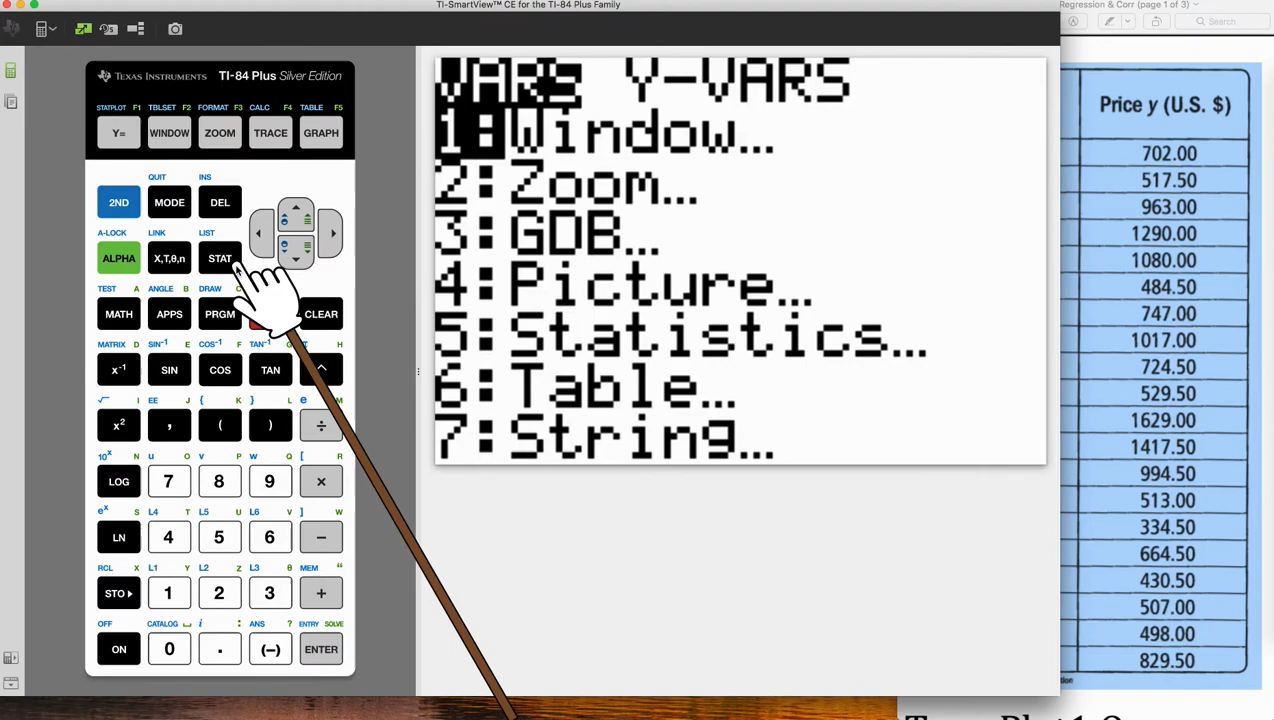 TI-SmartView™ CE for the TI-84 Plus Family
Regression & Corr (page 1 of 3)
Search
TEXAS INSTRUMENTS TI-84 Plus Silver Edition
STATPLOT F1 TBLSET F2 FORMAT F3 CALC F4 TABLE F5
Y= WINDOW ZOOM TRACE GRAPH
QUIT INS
2ND MODE DEL
A-LOCK LINK LIST
ALPHA X,T,θ,n STAT
TEST A ANGLE B DRAW
MATH APPS PRGM CLEAR
MATRIX D SIN⁻¹ E COS⁻¹ F TAN⁻¹ G H
x⁻¹ SIN COS TAN ^
√ I EE J { K } L e M
x² , ( ) ÷
10ˣ N u O v P w Q [ R
LOG 7 8 9 ×
eˣ S L4 T L5 U L6 V ] W
LN 4 5 6 −
RCL X L1 Y L2 Z L3 θ MEM “
STO▸ 1 2 3 +
OFF CATALOG ⎵ i : ANS ? ENTRY SOLVE
ON 0 . (−) ENTER
VARS Y-VARS
1:Window…
2:Zoom…
3:GDB…
4:Picture…
5:Statistics…
6:Table…
7:String…
Price y (U.S. $)
702.00
517.50
963.00
1290.00
1080.00
484.50
747.00
1017.00
724.50
529.50
1629.00
1417.50
994.50
513.00
334.50
664.50
430.50
507.00
498.00
829.50